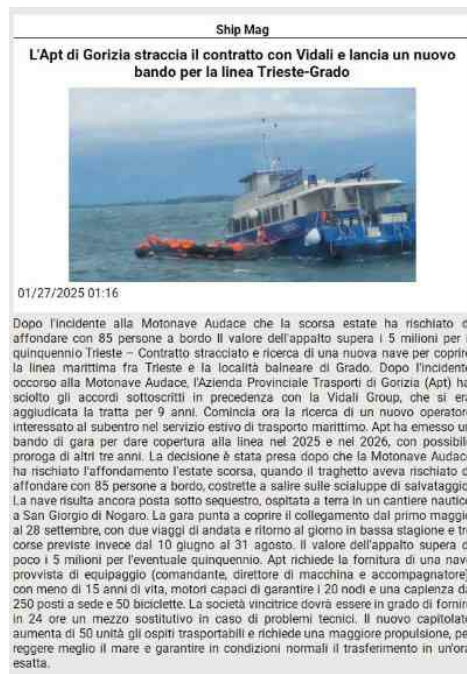 Ship Mag
L'Apt di Gorizia straccia il contratto con Vidali e lancia un nuovo
bando per la linea Trieste-Grado
01/27/2025 01:16
Dopo l'incidente alla Motonave Audace che la scorsa estate ha rischiato d
affondare con 85 persone a bordo Il valore dell'appalto supera i 5 milioni per i
quinquennio Trieste – Contratto stracciato e ricerca di una nuova nave per coprire
la linea marittima fra Trieste e la località balneare di Grado. Dopo l'incidente
occorso alla Motonave Audace, l'Azienda Provinciale Trasporti di Gorizia (Apt) ha
sciolto gli accordi sottoscritti in precedenza con la Vidali Group, che si era
aggiudicata la tratta per 9 anni. Comincia ora la ricerca di un nuovo operatore
interessato al subentro nel servizio estivo di trasporto marittimo. Apt ha emesso un
bando di gara per dare copertura alla linea nel 2025 e nel 2026, con possibile
proroga di altri tre anni. La decisione è stata presa dopo che la Motonave Audace
ha rischiato l'affondamento l'estate scorsa, quando il traghetto aveva rischiato d
affondare con 85 persone a bordo, costrette a salire sulle scialuppe di salvataggio.
La nave risulta ancora posta sotto sequestro, ospitata a terra in un cantiere nautico
a San Giorgio di Nogaro. La gara punta a coprire il collegamento dal primo maggio
al 28 settembre, con due viaggi di andata e ritorno al giorno in bassa stagione e tre
corse previste invece dal 10 giugno al 31 agosto. Il valore dell'appalto supera d
poco i 5 milioni per l'eventuale quinquennio. Apt richiede la fornitura di una nave
provvista di equipaggio (comandante, direttore di macchina e accompagnatore)
con meno di 15 anni di vita, motori capaci di garantire i 20 nodi e una capienza da
250 posti a sede e 50 biciclette. La società vincitrice dovrà essere in grado di fornire
in 24 ore un mezzo sostitutivo in caso di problemi tecnici. Il nuovo capitolato
aumenta di 50 unità gli ospiti trasportabili e richiede una maggiore propulsione, per
reggere meglio il mare e garantire in condizioni normali il trasferimento in un'ora
esatta.